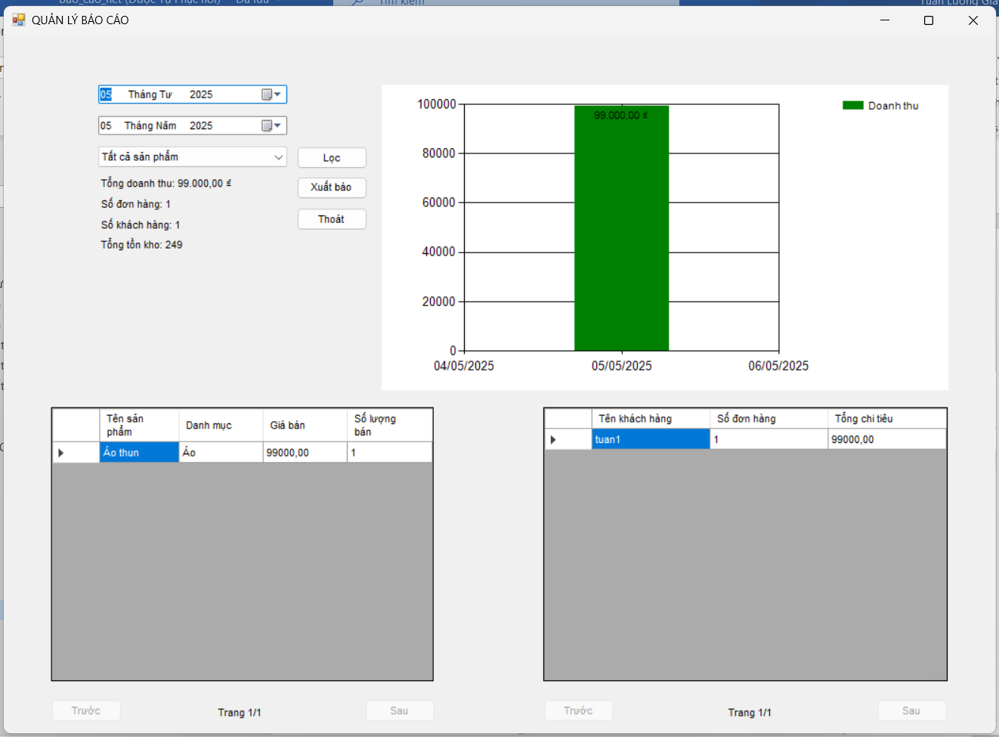 QUẢN LÝ BÁO CÁO
05 Tháng Tư 2025
05 Tháng Năm 2025
Tất cả sản phẩm
Lọc
Tổng doanh thu: 99.000,00 ₫
Xuất báo
Số đơn hàng: 1
Thoát
Số khách hàng: 1
Tổng tồn kho: 249
100000
80000
60000
40000
20000
0
99.000,00 ₫
04/05/2025 05/05/2025 06/05/2025
Doanh thu
Tên sản phẩm Danh mục Giá bán Số lượng bán
Áo thun Áo 99000,00 1
Trước Trang 1/1 Sau
Tên khách hàng Số đơn hàng Tổng chi tiêu
tuan1 1 99000,00
Trước Trang 1/1 Sau